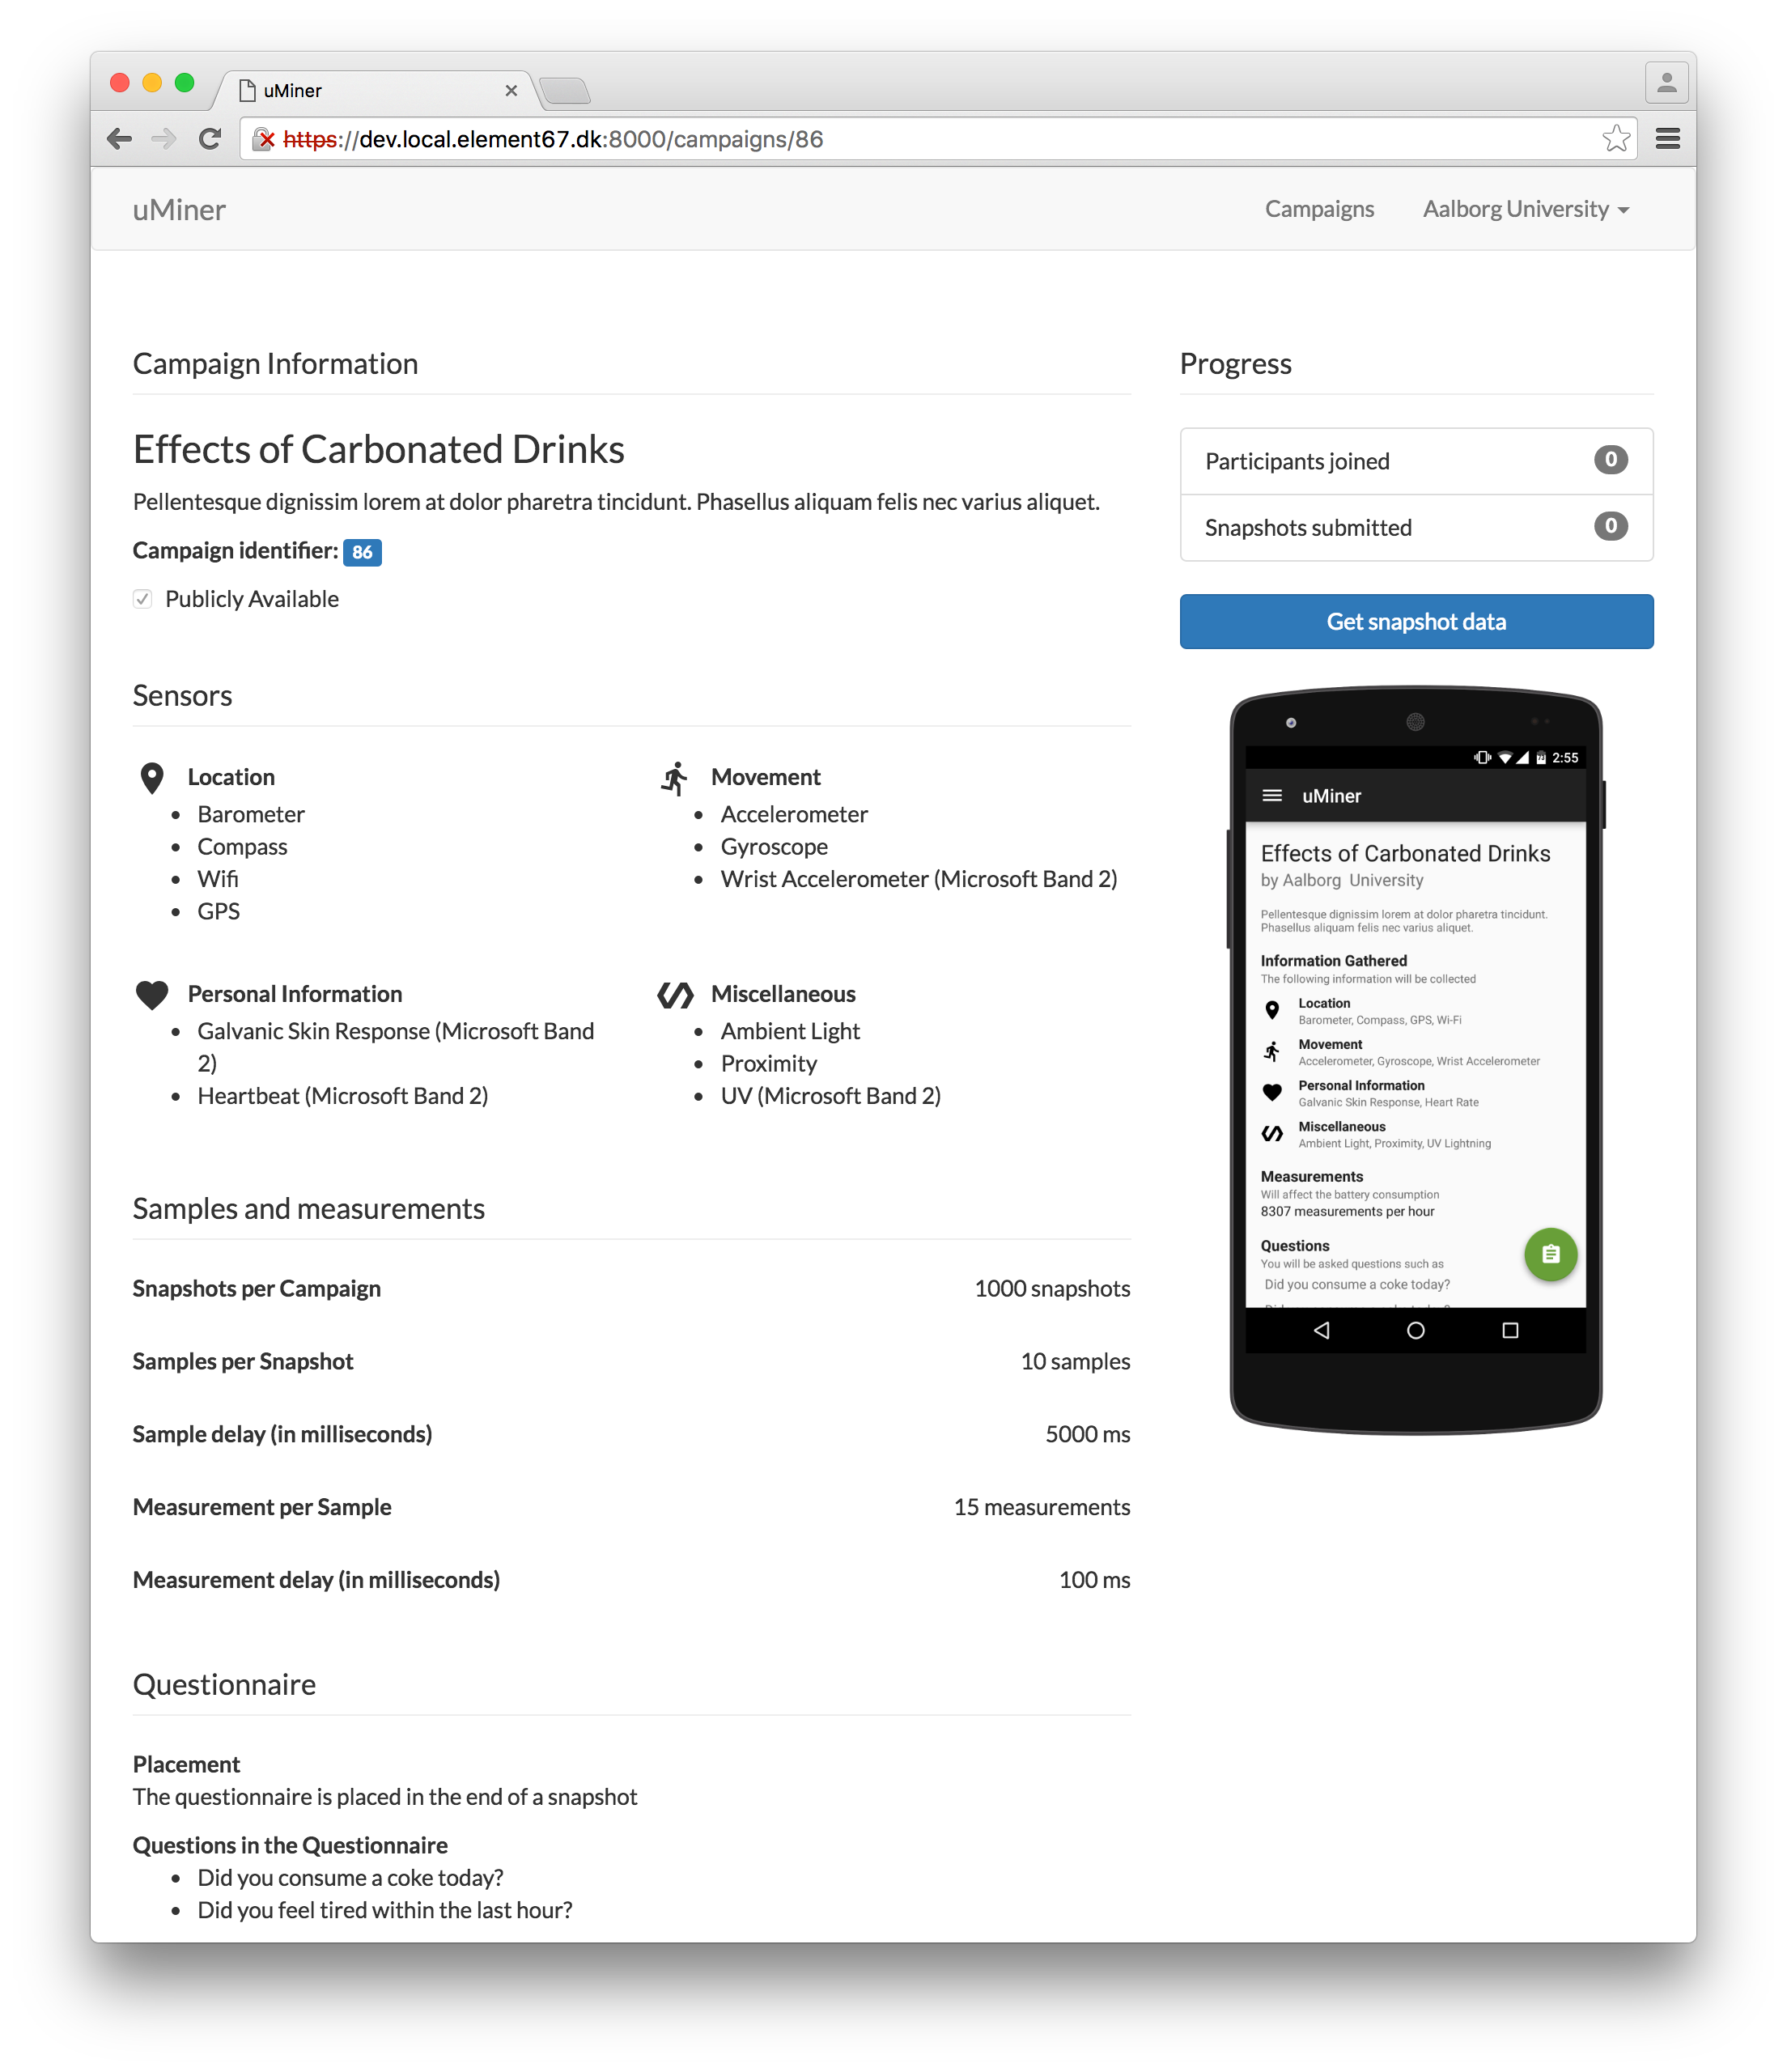 uMiner
https://dev.local.element67.dk:8000/campaigns/86
uMiner
Campaigns
Aalborg University
Campaign Information
Effects of Carbonated Drinks
Pellentesque dignissim lorem at dolor pharetra tincidunt. Phasellus aliquam felis nec varius aliquet.
Campaign identifier: 86
Publicly Available
Sensors
Location
Barometer
Compass
Wifi
GPS
Movement
Accelerometer
Gyroscope
Wrist Accelerometer (Microsoft Band 2)
Personal Information
Galvanic Skin Response (Microsoft Band
2)
Heartbeat (Microsoft Band 2)
Miscellaneous
Ambient Light
Proximity
UV (Microsoft Band 2)
Samples and measurements
Snapshots per Campaign 1000 snapshots
Samples per Snapshot 10 samples
Sample delay (in milliseconds) 5000 ms
Measurement per Sample 15 measurements
Measurement delay (in milliseconds) 100 ms
Questionnaire
Placement
The questionnaire is placed in the end of a snapshot
Questions in the Questionnaire
Did you consume a coke today?
Did you feel tired within the last hour?
Progress
Participants joined 0
Snapshots submitted 0
Get snapshot data
2:55
uMiner
Effects of Carbonated Drinks
by Aalborg University
Pellentesque dignissim lorem at dolor pharetra tincidunt.
Phasellus aliquam felis nec varius aliquet.
Information Gathered
The following information will be collected
Location
Barometer, Compass, GPS, Wi-Fi
Movement
Accelerometer, Gyroscope, Wrist Accelerometer
Personal Information
Galvanic Skin Response, Heart Rate
Miscellaneous
Ambient Light, Proximity, UV Lightning
Measurements
Will affect the battery consumption
8307 measurements per hour
Questions
You will be asked questions such as
Did you consume a coke today?